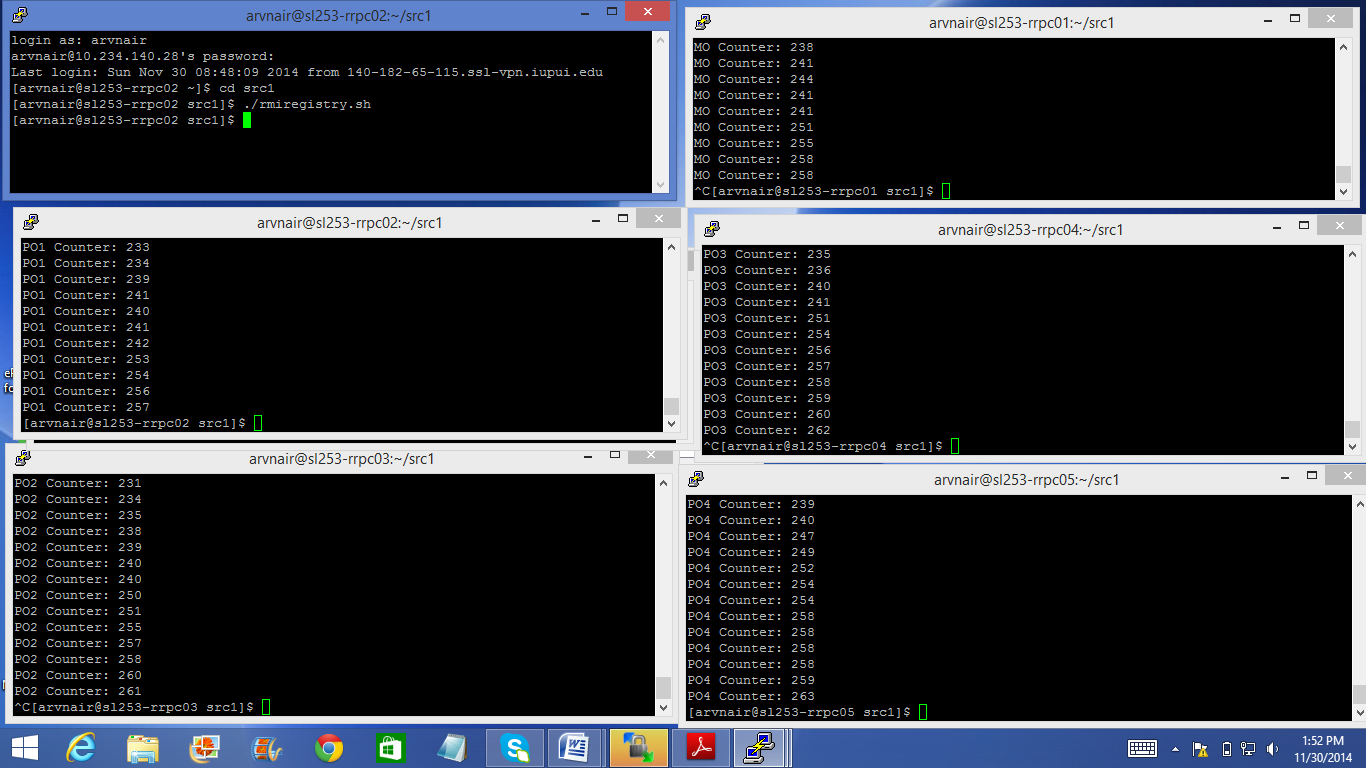 arvnair@sl253-rrpc02:~/src1
login as: arvnair
arvnair@10.234.140.28's password:
Last login: Sun Nov 30 08:48:09 2014 from 140-182-65-115.ssl-vpn.iupui.edu
[arvnair@sl253-rrpc02 ~]$ cd src1
[arvnair@sl253-rrpc02 src1]$ ./rmiregistry.sh
[arvnair@sl253-rrpc02 src1]$
arvnair@sl253-rrpc01:~/src1
MO Counter: 238
MO Counter: 241
MO Counter: 244
MO Counter: 241
MO Counter: 241
MO Counter: 251
MO Counter: 255
MO Counter: 258
MO Counter: 258
^C[arvnair@sl253-rrpc01 src1]$
arvnair@sl253-rrpc02:~/src1
PO1 Counter: 233
PO1 Counter: 234
PO1 Counter: 239
PO1 Counter: 241
PO1 Counter: 240
PO1 Counter: 241
PO1 Counter: 242
PO1 Counter: 253
PO1 Counter: 254
PO1 Counter: 256
PO1 Counter: 257
[arvnair@sl253-rrpc02 src1]$
arvnair@sl253-rrpc04:~/src1
PO3 Counter: 235
PO3 Counter: 236
PO3 Counter: 240
PO3 Counter: 241
PO3 Counter: 251
PO3 Counter: 254
PO3 Counter: 256
PO3 Counter: 257
PO3 Counter: 258
PO3 Counter: 259
PO3 Counter: 260
PO3 Counter: 262
^C[arvnair@sl253-rrpc04 src1]$
arvnair@sl253-rrpc03:~/src1
PO2 Counter: 231
PO2 Counter: 234
PO2 Counter: 235
PO2 Counter: 238
PO2 Counter: 239
PO2 Counter: 240
PO2 Counter: 240
PO2 Counter: 250
PO2 Counter: 251
PO2 Counter: 255
PO2 Counter: 257
PO2 Counter: 258
PO2 Counter: 260
PO2 Counter: 261
^C[arvnair@sl253-rrpc03 src1]$
arvnair@sl253-rrpc05:~/src1
PO4 Counter: 239
PO4 Counter: 240
PO4 Counter: 247
PO4 Counter: 249
PO4 Counter: 252
PO4 Counter: 254
PO4 Counter: 254
PO4 Counter: 258
PO4 Counter: 258
PO4 Counter: 258
PO4 Counter: 258
PO4 Counter: 259
PO4 Counter: 263
[arvnair@sl253-rrpc05 src1]$
1:52 PM
11/30/2014